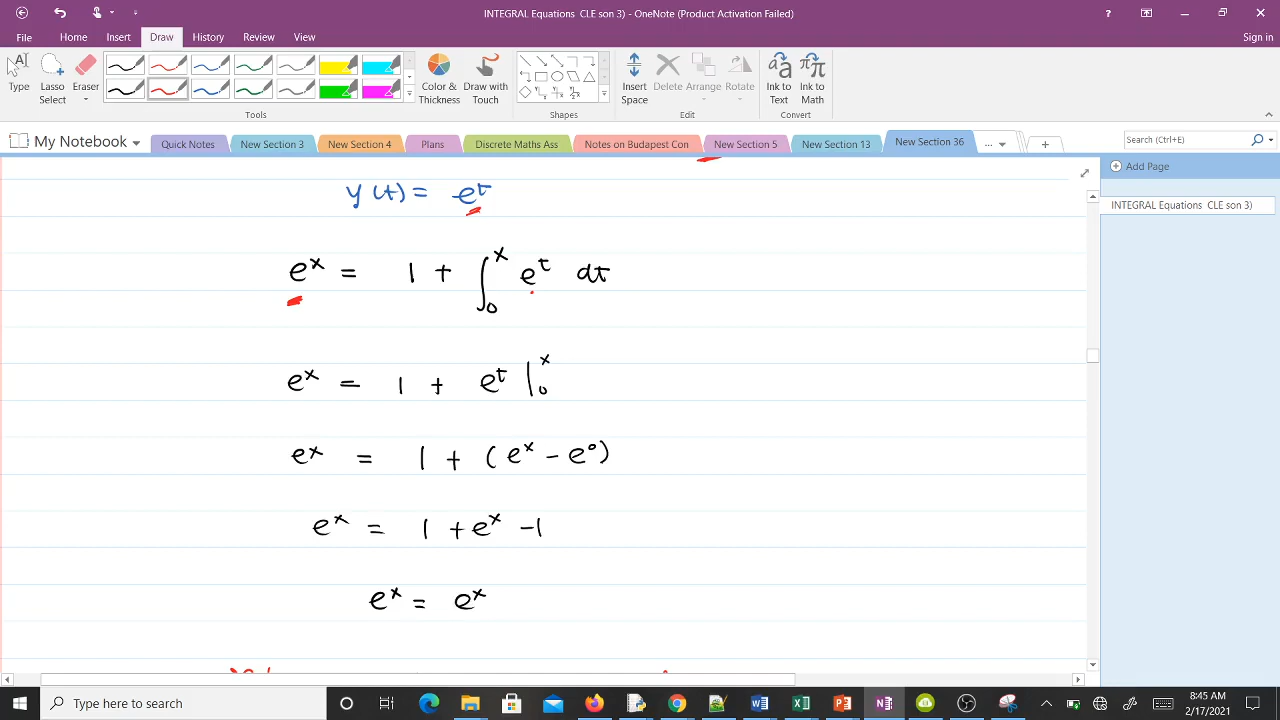 INTEGRAL Equations CLE son 3) - OneNote (Product Activation Failed)
File Home Insert Draw History Review View Sign in
Type Lasso Select Eraser Color & Thickness Draw with Touch Insert Space Delete Arrange Rotate Ink to Text Ink to Math
Tools Shapes Edit Convert
My Notebook Quick Notes New Section 3 New Section 4 Plans Discrete Maths Ass Notes on Budapest Con New Section 5 New Section 13 New Section 36 ... Search (Ctrl+E)
Add Page
INTEGRAL Equations CLE son 3)
y(t) = e^t
e^x = 1 + ∫_0^x e^t dt
e^x = 1 + e^t |_0^x
e^x = 1 + (e^x - e^0)
e^x = 1 + e^x - 1
e^x = e^x
Type here to search
8:45 AM
2/17/2021